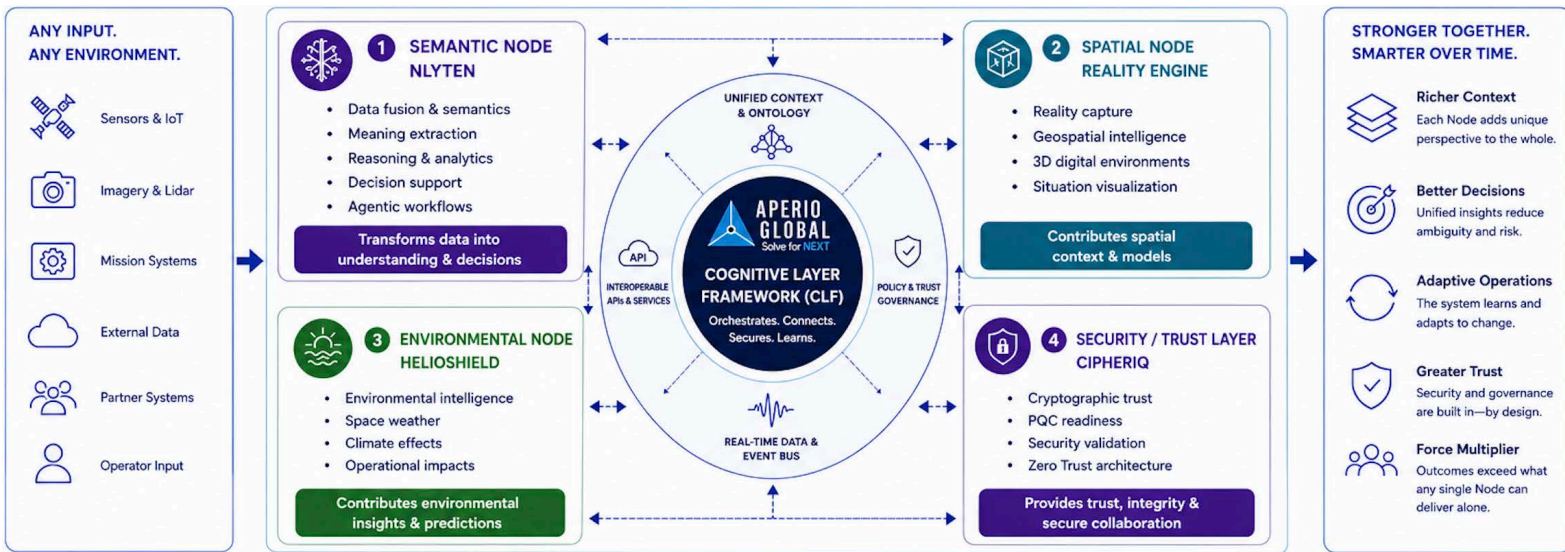 ANY INPUT.
ANY ENVIRONMENT.
Sensors & IoT
Imagery & Lidar
Mission Systems
External Data
Partner Systems
Operator Input
1
SEMANTIC NODE
NLYTEN
• Data fusion & semantics
• Meaning extraction
• Reasoning & analytics
• Decision support
• Agentic workflows
Transforms data into
understanding & decisions
3
ENVIRONMENTAL NODE
HELIOSHIELD
• Environmental intelligence
• Space weather
• Climate effects
• Operational impacts
Contributes environmental
insights & predictions
UNIFIED CONTEXT
& ONTOLOGY
API
INTEROPERABLE
APIs & SERVICES
APERIO
GLOBAL
Solve for NEXT
COGNITIVE LAYER
FRAMEWORK (CLF)
Orchestrates. Connects.
Secures. Learns.
POLICY & TRUST
GOVERNANCE
REAL-TIME DATA &
EVENT BUS
2
SPATIAL NODE
REALITY ENGINE
• Reality capture
• Geospatial intelligence
• 3D digital environments
• Situation visualization
Contributes spatial
context & models
4
SECURITY / TRUST LAYER
CIPHERIQ
• Cryptographic trust
• PQC readiness
• Security validation
• Zero Trust architecture
Provides trust, integrity &
secure collaboration
STRONGER TOGETHER.
SMARTER OVER TIME.
Richer Context
Each Node adds unique
perspective to the whole.
Better Decisions
Unified insights reduce
ambiguity and risk.
Adaptive Operations
The system learns and
adapts to change.
Greater Trust
Security and governance
are built in—by design.
Force Multiplier
Outcomes exceed what
any single Node can
deliver alone.